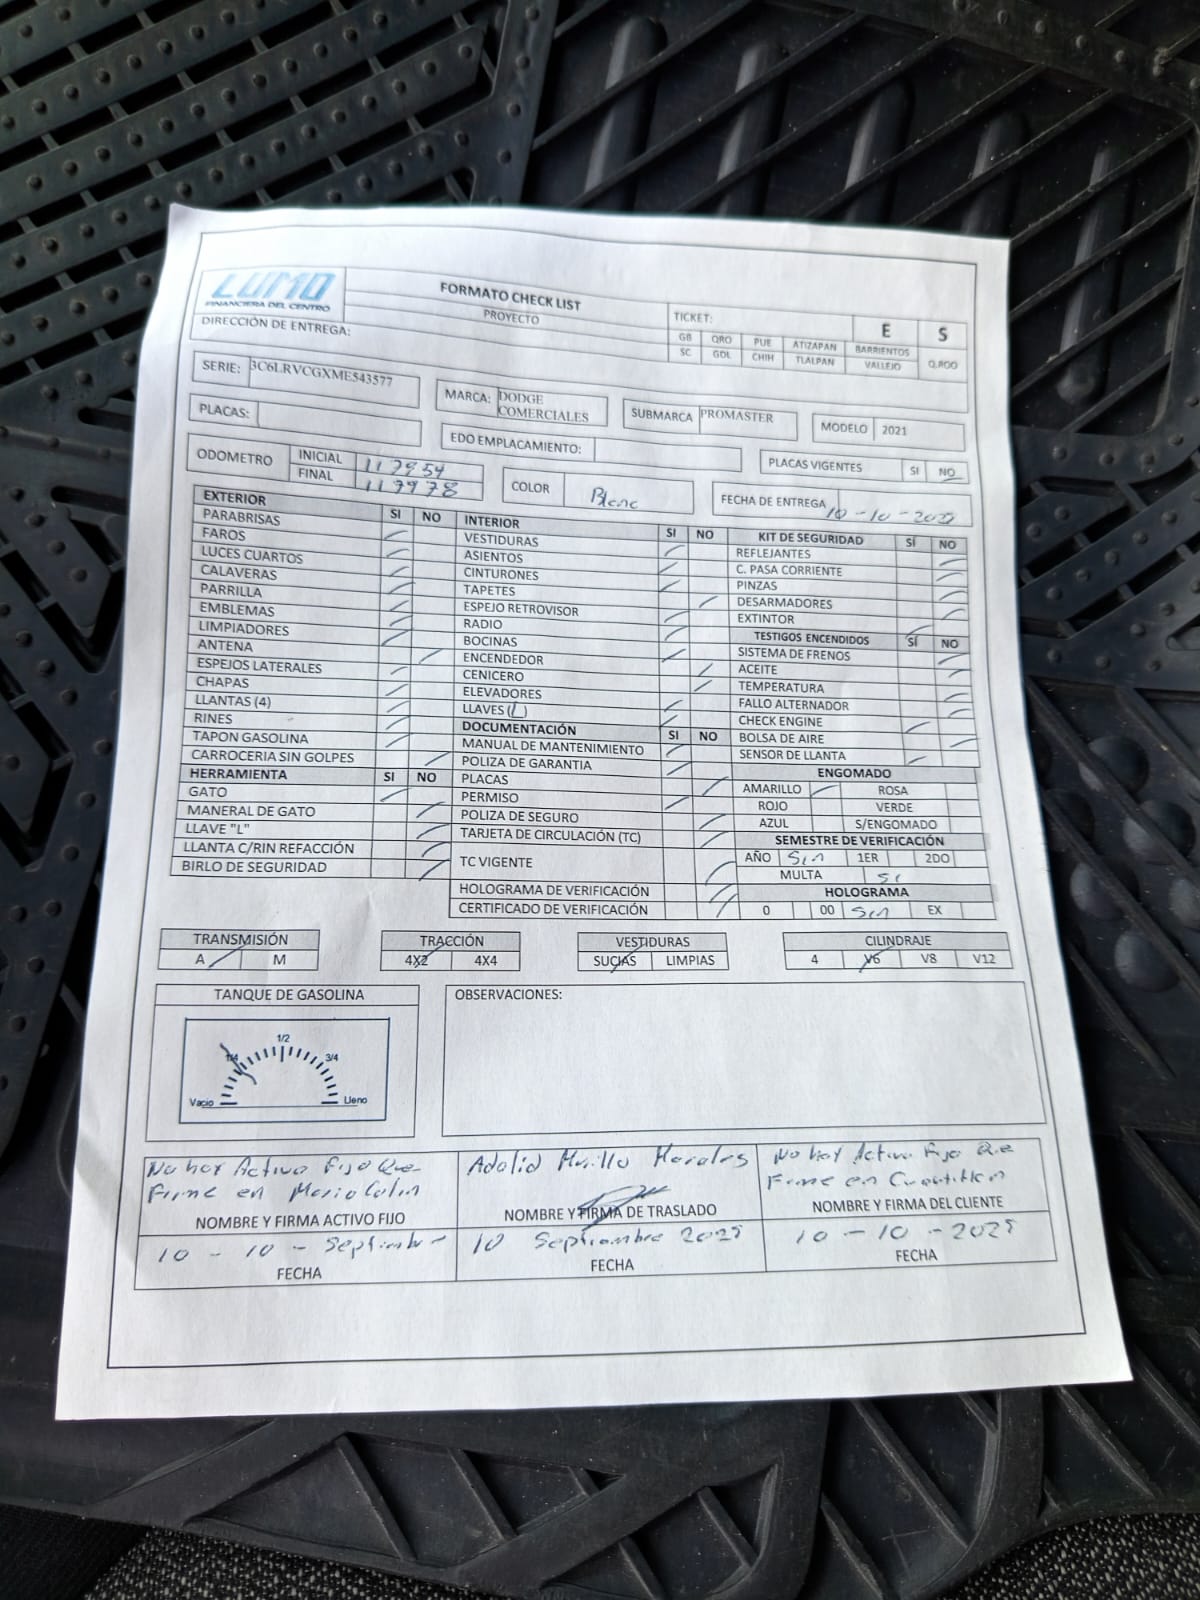 LUMO
FINANCIERA DEL CENTRO
FORMATO CHECK LIST
PROYECTO
DIRECCIÓN DE ENTREGA:
TICKET: E S
GB QRO PUE ATIZAPAN BARRIENTOS Q.ROO
SC GDL CHIH TLALPAN VALLEJO
SERIE: 3C6LRVCGXME543577
MARCA: DODGE COMERCIALES
SUBMARCA PROMASTER
MODELO 2021
PLACAS:
EDO EMPLACAMIENTO:
PLACAS VIGENTES SI NO
ODOMETRO INICIAL 117954
FINAL 117978
COLOR Blanc
FECHA DE ENTREGA 10-10-202
EXTERIOR SI NO
PARABRISAS
FAROS
LUCES CUARTOS
CALAVERAS
PARRILLA
EMBLEMAS
LIMPIADORES
ANTENA
ESPEJOS LATERALES
CHAPAS
LLANTAS (4)
RINES
TAPON GASOLINA
CARROCERIA SIN GOLPES
HERRAMIENTA SI NO
GATO
MANERAL DE GATO
LLAVE "L"
LLANTA C/RIN REFACCIÓN
BIRLO DE SEGURIDAD
INTERIOR SI NO
VESTIDURAS
ASIENTOS
CINTURONES
TAPETES
ESPEJO RETROVISOR
RADIO
BOCINAS
ENCENDEDOR
CENICERO
ELEVADORES
LLAVES ( )
DOCUMENTACIÓN SI NO
MANUAL DE MANTENIMIENTO
POLIZA DE GARANTIA
PLACAS
PERMISO
POLIZA DE SEGURO
TARJETA DE CIRCULACIÓN (TC)
TC VIGENTE
HOLOGRAMA DE VERIFICACIÓN
CERTIFICADO DE VERIFICACIÓN
KIT DE SEGURIDAD SI NO
REFLEJANTES
C. PASA CORRIENTE
PINZAS
DESARMADORES
EXTINTOR
TESTIGOS ENCENDIDOS SÍ NO
SISTEMA DE FRENOS
ACEITE
TEMPERATURA
FALLO ALTERNADOR
CHECK ENGINE
BOLSA DE AIRE
SENSOR DE LLANTA
ENGOMADO
AMARILLO ROSA
ROJO VERDE
AZUL S/ENGOMADO
SEMESTRE DE VERIFICACIÓN
AÑO Sin 1ER 2DO
MULTA si
HOLOGRAMA
0 00 Sin EX
TRANSMISIÓN
A M
TRACCIÓN
4X2 4X4
VESTIDURAS
SUCIAS LIMPIAS
CILINDRAJE
4 V6 V8 V12
TANQUE DE GASOLINA
1/4 1/2 3/4
Vacio Lleno
OBSERVACIONES:
No hay Activo Fijo Que
Firme en Mario Colin
NOMBRE Y FIRMA ACTIVO FIJO
10 - 10 - Septiembre
FECHA
Adalid Murillo Morales
NOMBRE Y FIRMA DE TRASLADO
10 Septiembre 2025
FECHA
No hay Activo Fijo Que
Firme en Cuautitlan
NOMBRE Y FIRMA DEL CLIENTE
10 - 10 - 2025
FECHA